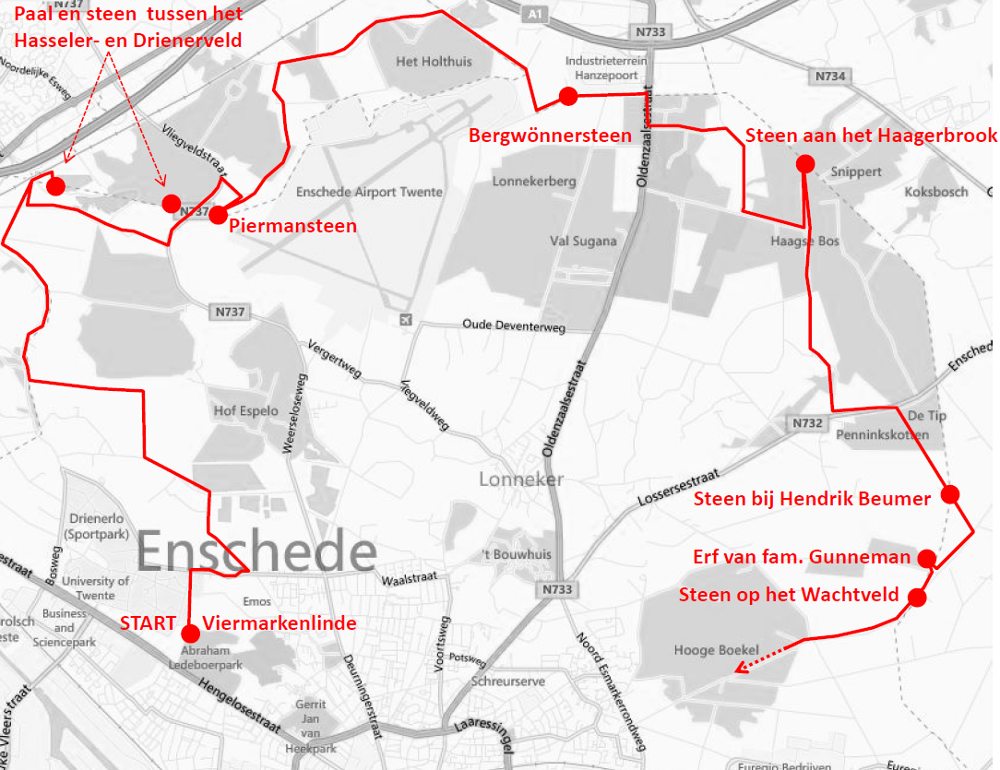 N737
Paal en steen tussen het
Hasseler- en Drienerveld
A1
N733
Noordelijke Esweg
Het Holthuis
Industrieterrein
Hanzepoort
N734
Vliegveldstraat
Bergwönnersteen
Oldenzaalsestraat
Steen aan het Haagerbrook
Snippert
Lonnekerberg
Koksbosch
Enschede Airport Twente
N737
Piermansteen
Val Sugana
Haagse Bos
N737
Oude Deventerweg
Vergertweg
Vliegveldweg
Oldenzaalsestraat
Hof Espelo
Weerseloseweg
N732
De Tip
Penninkskotten
Lonneker
Lossersestraat
Steen bij Hendrik Beumer
Drienerlo
(Sportpark)
Enschede
't Bouwhuis
Erf van fam. Gunneman
Bosweg
University of
Twente
Waalstraat
N733
Steen op het Wachtveld
Emos
Business
and
Sciencepark
START
Viermarkenlinde
Abraham
Ledeboerpark
Voortsweg
Potsweg
Noord Esmarkerrondweg
Hooge Boekel
Deurningerstraat
Schreurserve
Hengelosestraat
Gerrit
Jan
van
Heekpark
Laaressingel
Euregio Bedrijven